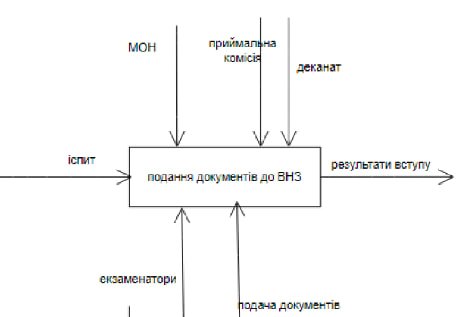 МОН
приймальна
комісія
деканат
іспит
подання документів до ВНЗ
результати вступу
екзаменатори
подача документів